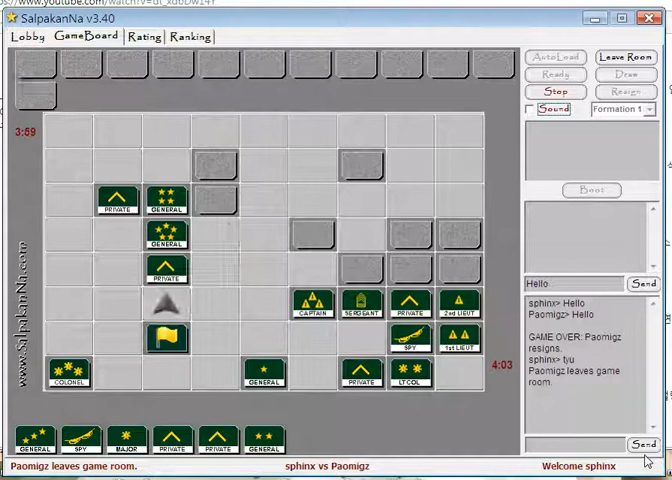 SalpakanNa v3.40
Lobby GameBoard Rating Ranking
AutoLoad Leave Room
Ready Draw
Stop Resign
Sound Formation 1
3:59
Boot
PRIVATE GENERAL
GENERAL
PRIVATE
Hello Send
CAPTAIN SERGEANT PRIVATE 2nd LIEUT
SPY 1st LIEUT
COLONEL GENERAL PRIVATE LTCOL
4:03
www.SalpakanNa.com
sphinx> Hello
Paomigz> Hello
GAME OVER: Paomigz
resigns.
sphinx> tyu
Paomigz leaves game
room.
GENERAL SPY MAJOR PRIVATE PRIVATE GENERAL
Send
Paomigz leaves game room. sphinx vs Paomigz Welcome sphinx